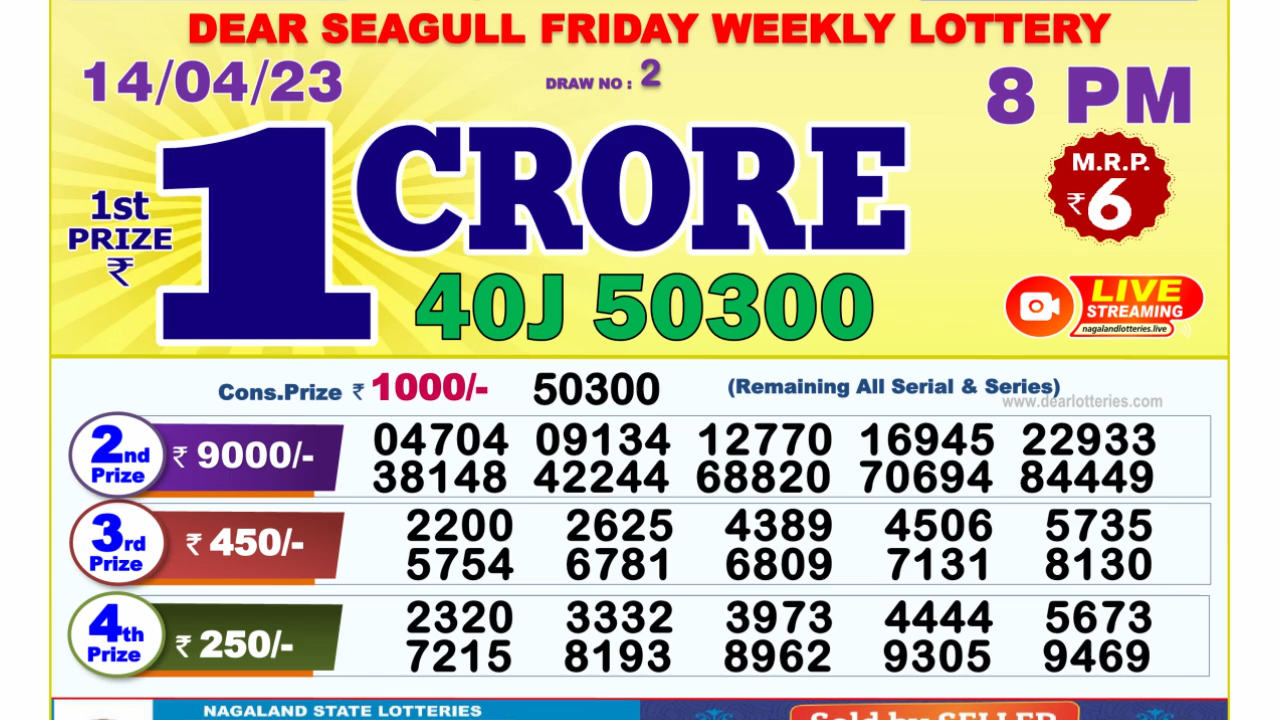 DEAR SEAGULL FRIDAY WEEKLY LOTTERY
14/04/23 DRAW NO : 2 8 PM
1st PRIZE ₹ 1 CRORE
M.R.P. ₹ 6
40J 50300
LIVE STREAMING
nagalandlotteries.live
Cons.Prize ₹ 1000/- 50300 (Remaining All Serial & Series)
www.dearlotteries.com
2nd Prize ₹ 9000/-
04704 09134 12770 16945 22933
38148 42244 68820 70694 84449
3rd Prize ₹ 450/-
2200 2625 4389 4506 5735
5754 6781 6809 7131 8130
4th Prize ₹ 250/-
2320 3332 3973 4444 5673
7215 8193 8962 9305 9469
NAGALAND STATE LOTTERIES
Sold by SELLER